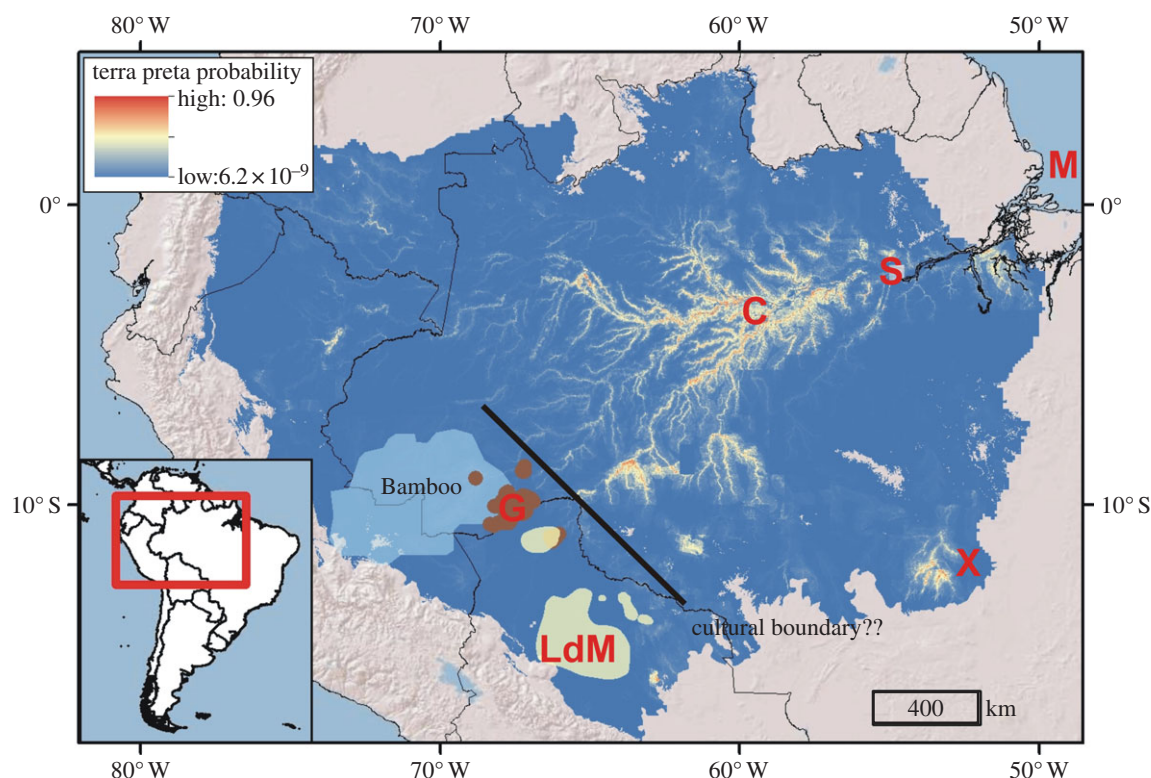 80° W 70° W 60° W 50° W
terra preta probability
high: 0.96
low:6.2 × 10⁻⁹
M
0° 0°
S
C
Bamboo
G
10° S 10° S
X
cultural boundary??
LdM
400 km
80° W 70° W 60° W 50° W